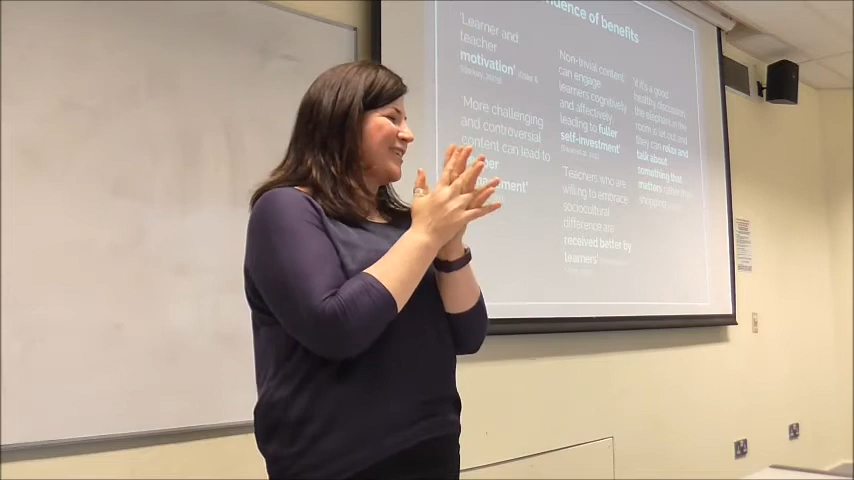 dence of benefits
'Learner and
teacher
motivation'
'More challenging
and controversial
content can lead to
'Non-trivial content
can engage
learners cognitively
and affectively,
leading to fuller
self-investment'
'Teachers who are
willing to embrace
sociocultural
difference are
received better by
learners'
'It's a good
healthy discussion,
the elephant in the
room is let out and
they can relax and
talk about
something that
matters